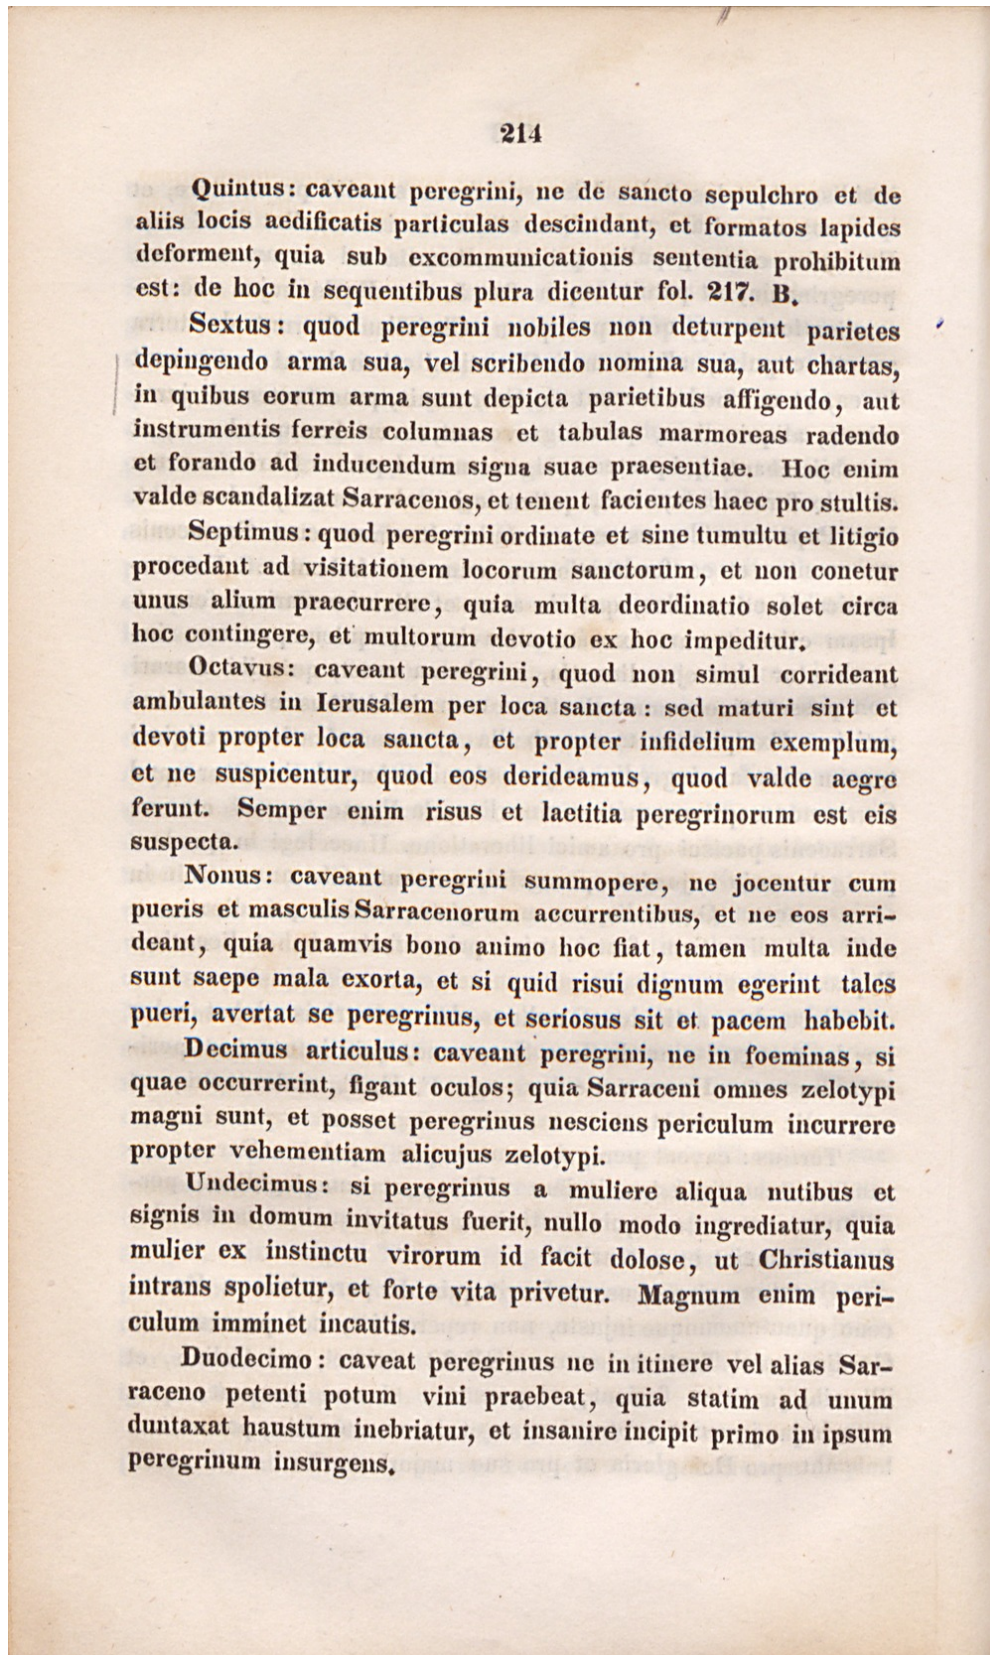 214
Quintus: caveant peregrini, ne de sancto sepulchro et de
aliis locis aedificatis particulas descindant, et formatos lapides
deforment, quia sub excommunicationis sententia prohibitum
est: de hoc in sequentibus plura dicentur fol. 217. B.
Sextus: quod peregrini nobiles non deturpent parietes
depingendo arma sua, vel scribendo nomina sua, aut chartas,
in quibus eorum arma sunt depicta parietibus affigendo, aut
instrumentis ferreis columnas et tabulas marmoreas radendo
et forando ad inducendum signa suae praesentiae. Hoc enim
valde scandalizat Sarracenos, et tenent facientes haec pro stultis.
Septimus: quod peregrini ordinate et sine tumultu et litigio
procedant ad visitationem locorum sanctorum, et non conetur
unus alium praecurrere, quia multa deordinatio solet circa
hoc contingere, et multorum devotio ex hoc impeditur.
Octavus: caveant peregrini, quod non simul corrideant
ambulantes in Ierusalem per loca sancta: sed maturi sint et
devoti propter loca sancta, et propter infidelium exemplum,
et ne suspicentur, quod eos derideamus, quod valde aegre
ferunt. Semper enim risus et laetitia peregrinorum est eis
suspecta.
Nonus: caveant peregrini summopere, ne jocentur cum
pueris et masculis Sarracenorum accurrentibus, et ne eos arri-
deant, quia quamvis bono animo hoc fiat, tamen multa inde
sunt saepe mala exorta, et si quid risui dignum egerint tales
pueri, avertat se peregrinus, et seriosus sit et pacem habebit.
Decimus articulus: caveant peregrini, ne in foeminas, si
quae occurrerint, figant oculos; quia Sarraceni omnes zelotypi
magni sunt, et posset peregrinus nesciens periculum incurrere
propter vehementiam alicujus zelotypi.
Undecimus: si peregrinus a muliere aliqua nutibus et
signis in domum invitatus fuerit, nullo modo ingrediatur, quia
mulier ex instinctu virorum id facit dolose, ut Christianus
intrans spolietur, et forte vita privetur. Magnum enim peri-
culum imminet incautis.
Duodecimo: caveat peregrinus ne in itinere vel alias Sar-
raceno petenti potum vini praebeat, quia statim ad unum
duntaxat haustum inebriatur, et insanire incipit primo in ipsum
peregrinum insurgens.